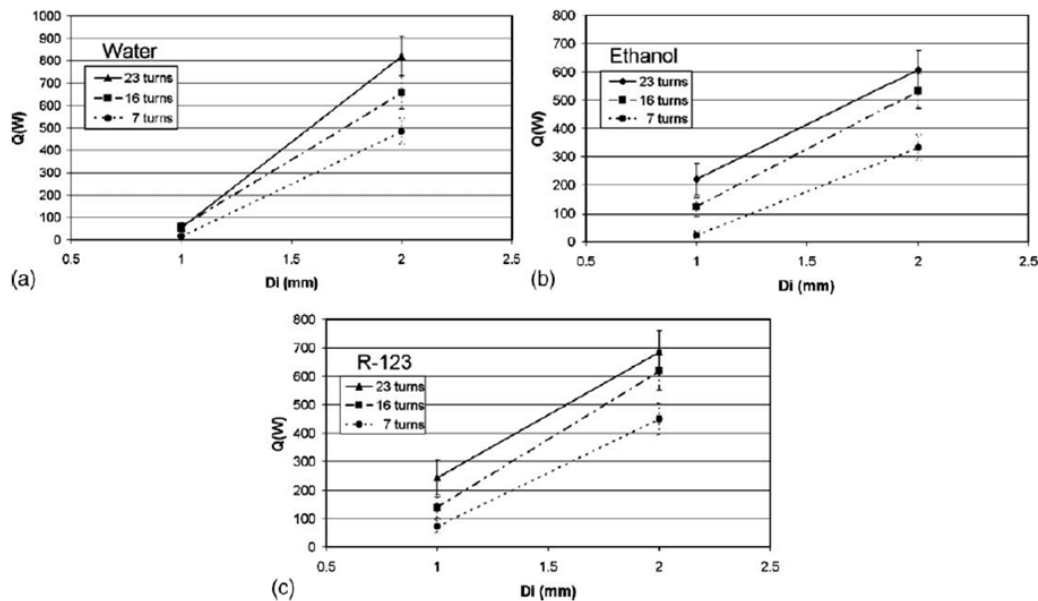 1000
900
800
700
600
500
400
300
200
100
0
Q(W)
Water
23 turns
16 turns
7 turns
0.5 1 1.5 2 2.5
DI (mm)
(a)
800
700
600
500
400
300
200
100
0
Q(W)
Ethanol
23 turns
16 turns
7 turns
0.5 1 1.5 2 2.5
Di (mm)
(b)
800
700
600
500
400
300
200
100
0
Q(W)
R-123
23 turns
16 turns
7 turns
0.5 1 1.5 2 2.5
DI (mm)
(c)